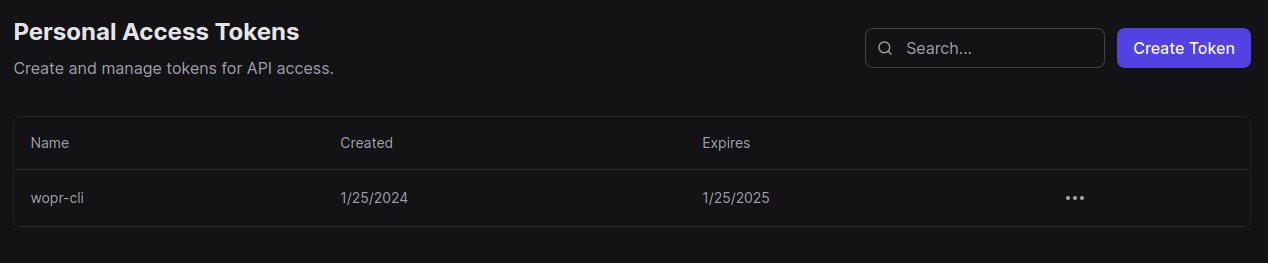 Personal Access Tokens
Create and manage tokens for API access.
Search...
Create Token
Name Created Expires
wopr-cli 1/25/2024 1/25/2025